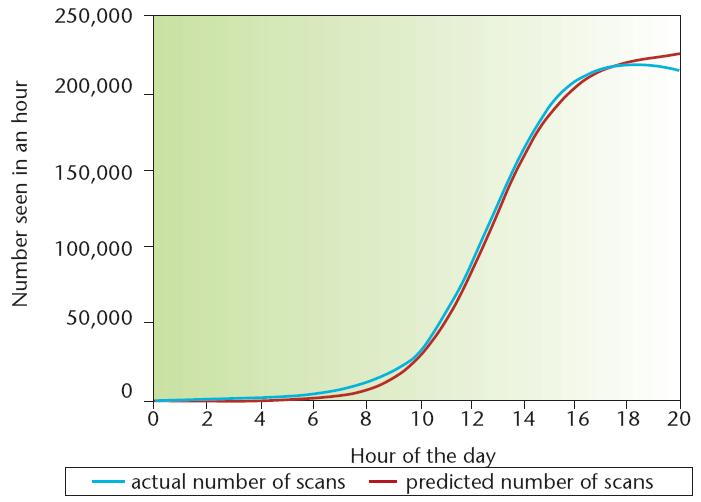 250,000
200,000
150,000
100,000
50,000
0
Number seen in an hour
0 2 4 6 8 10 12 14 16 18 20
Hour of the day
actual number of scans predicted number of scans